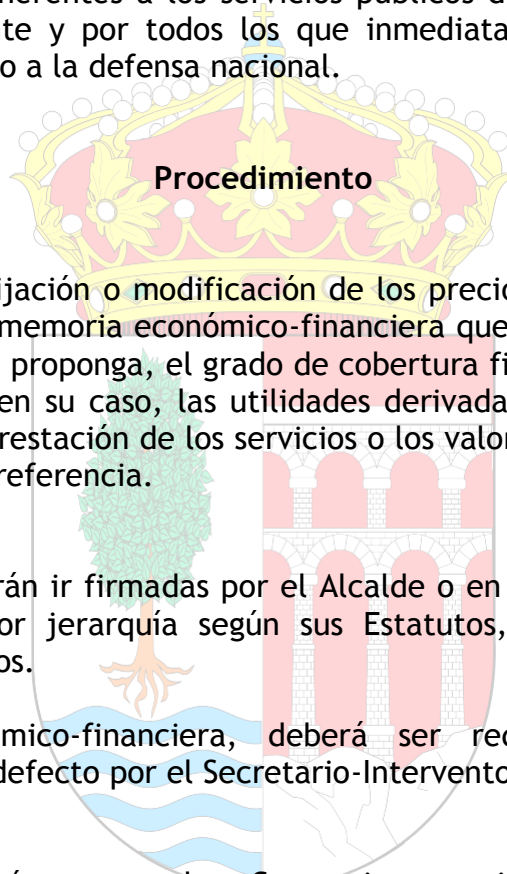 te y por todos los que inmediata
o a la defensa nacional.
Procedimiento
ijación o modificación de los precio
memoria económico-financiera que
proponga, el grado de cobertura fi
en su caso, las utilidades derivada
restación de los servicios o los valor
referencia.
rán ir firmadas por el Alcalde o en
or jerarquía según sus Estatutos,
os.
mico-financiera, deberá ser rec
defecto por el Secretario-Intervento